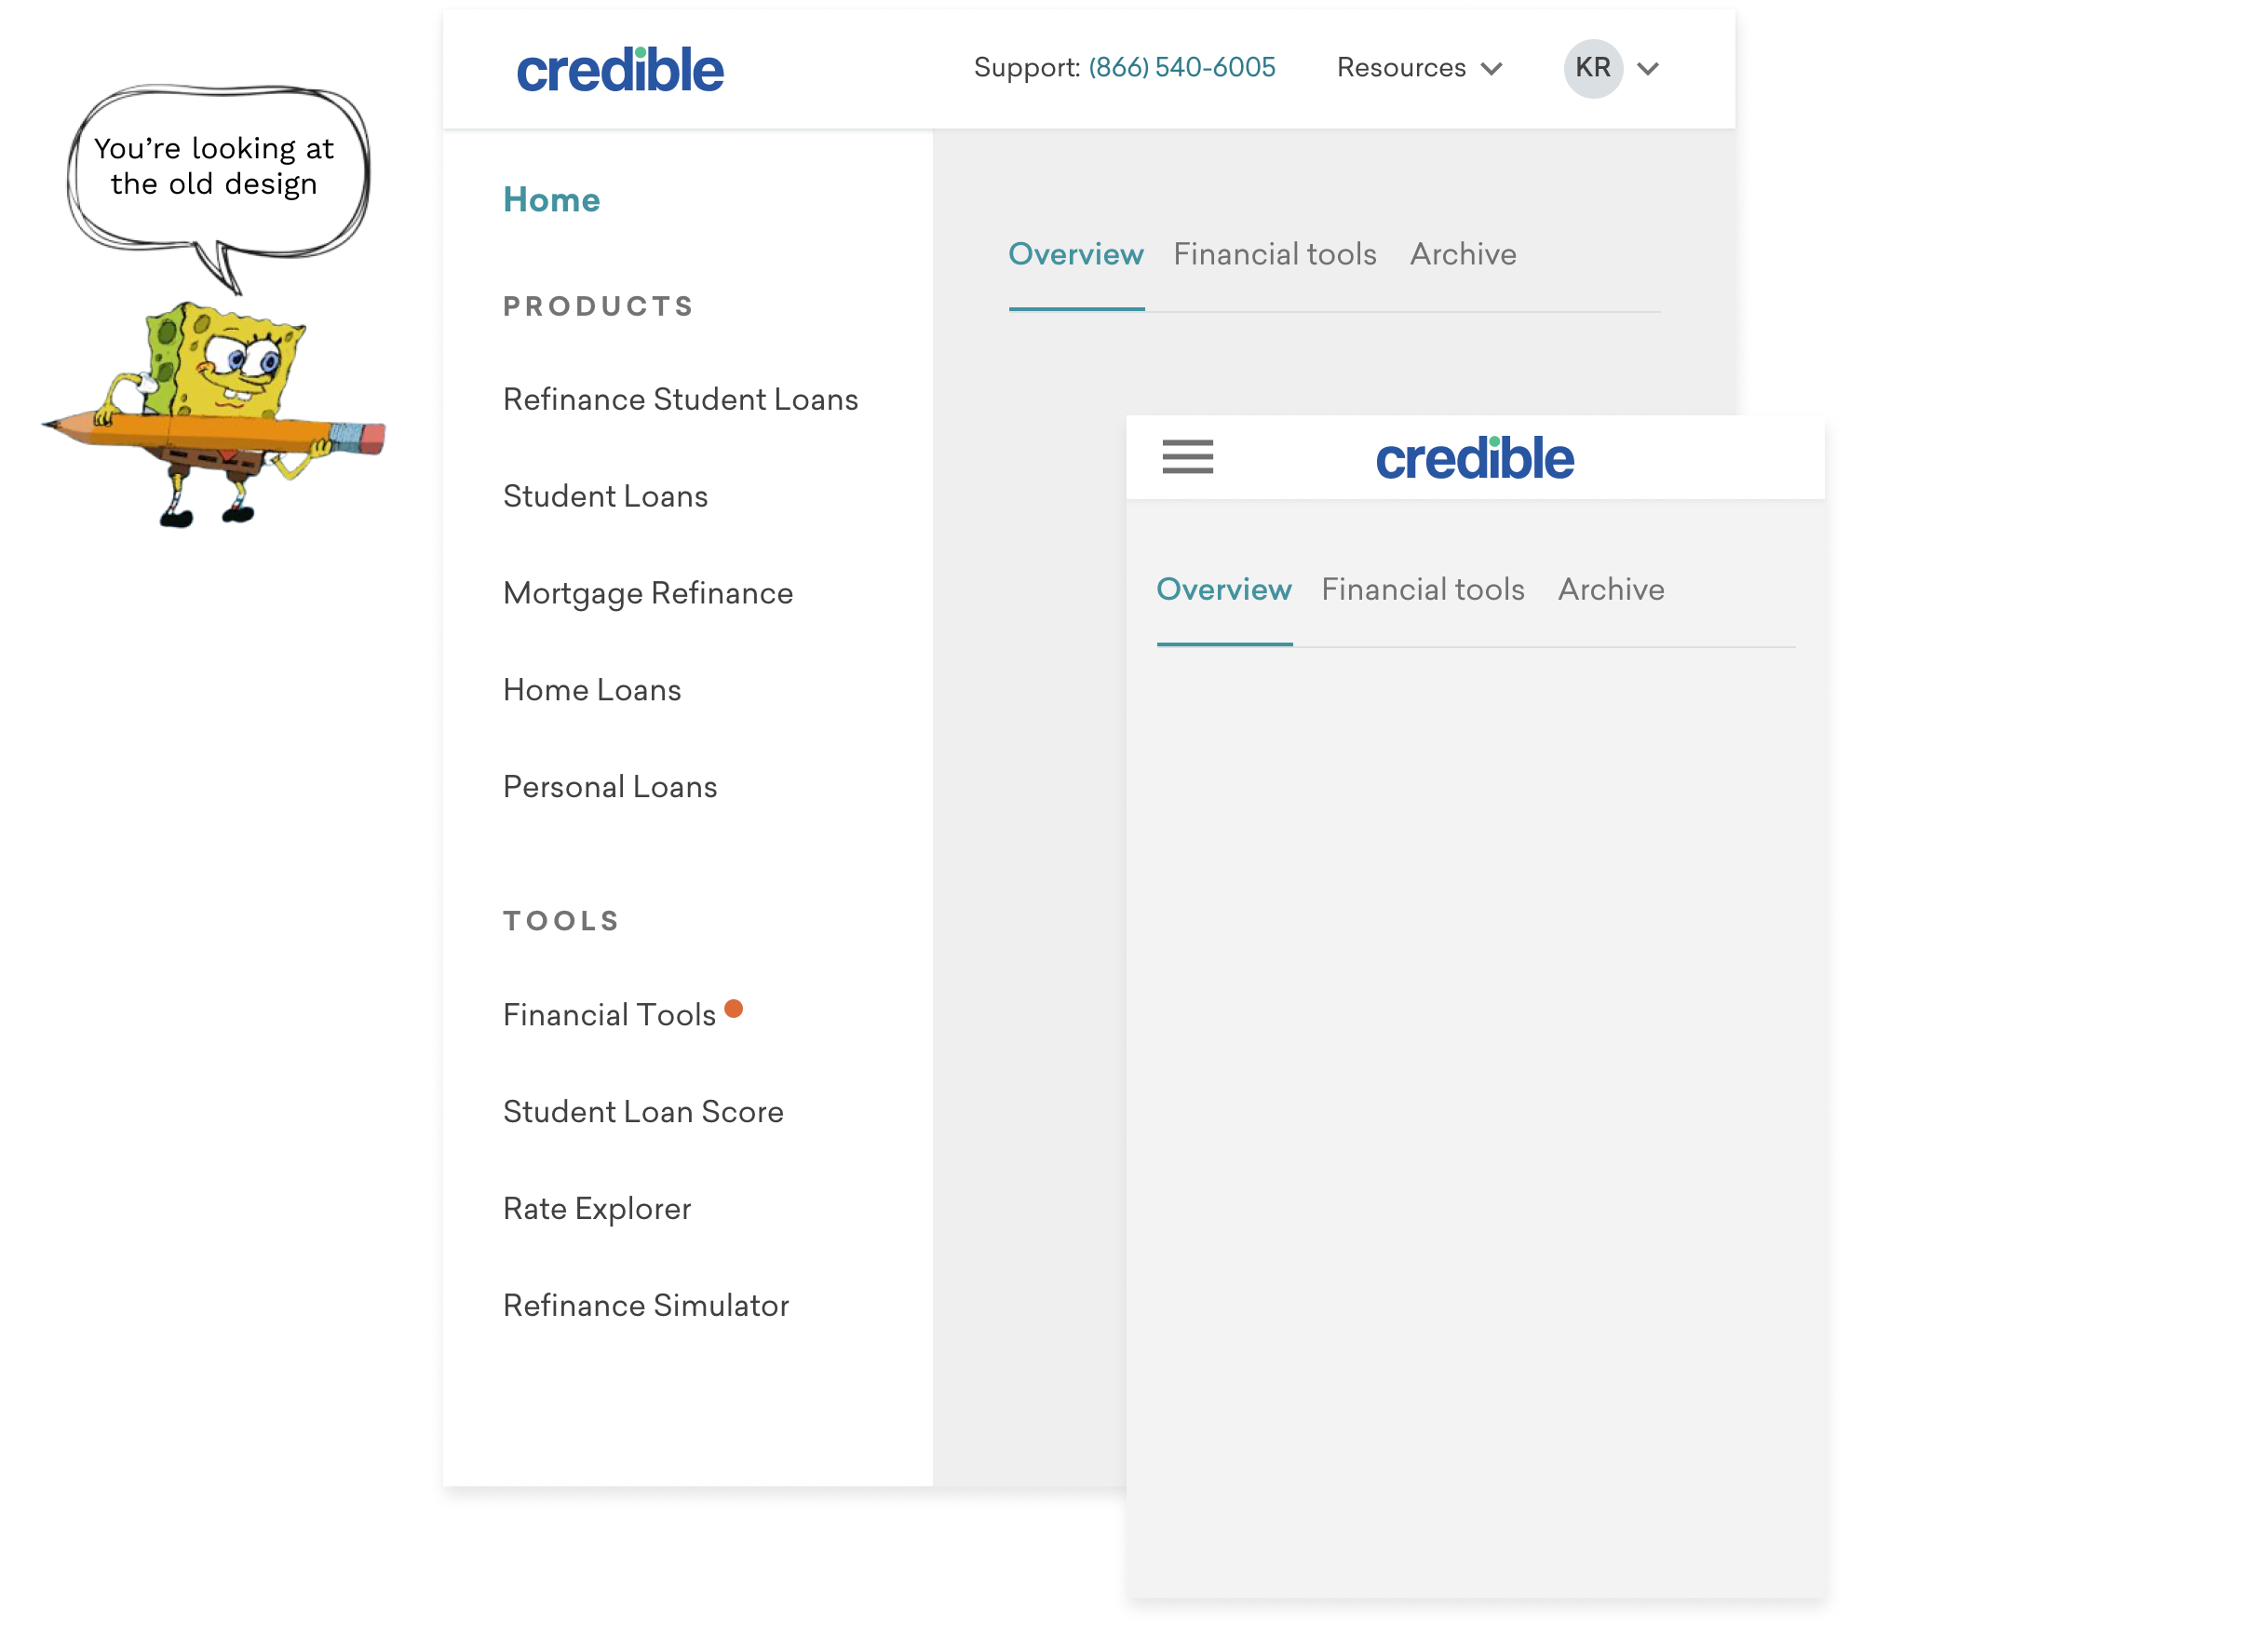 You’re looking at
the old design
credible
Support: (866) 540-6005 Resources KR
Home
PRODUCTS
Refinance Student Loans
Student Loans
Mortgage Refinance
Home Loans
Personal Loans
TOOLS
Financial Tools
Student Loan Score
Rate Explorer
Refinance Simulator
Overview Financial tools Archive
credible
Overview Financial tools Archive